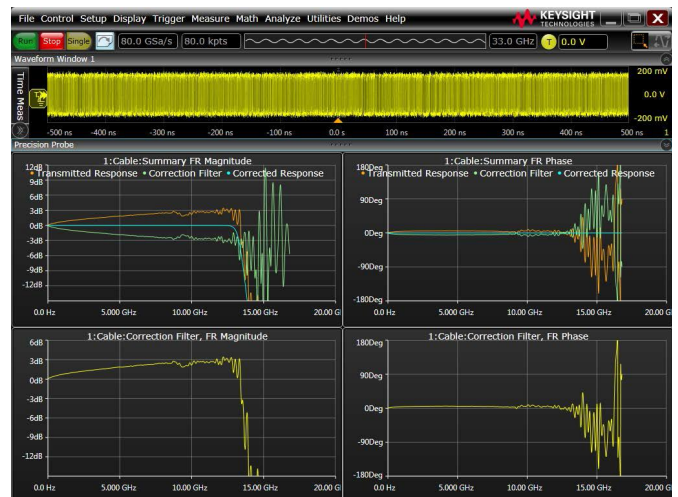 File Control Setup Display Trigger Measure Math Analyze Utilities Demos Help
KEYSIGHT
TECHNOLOGIES
Run Stop Single 80.0 GSa/s 80.0 kpts 33.0 GHz T 0.0 V
Waveform Window 1
Time Meas
200 mV
0.0 V
-200 mV
-500 ns -400 ns -300 ns -200 ns -100 ns 0.0 s 100 ns 200 ns 300 ns 400 ns 500 ns 1
Precision Probe
1:Cable:Summary FR Magnitude
Transmitted Response Correction Filter Corrected Response
12dB
9dB
6dB
3dB
0dB
-3dB
-6dB
-9dB
-12dB
0.0 Hz 5.000 GHz 10.00 GHz 15.00 GHz 20.00 G
1:Cable:Summary FR Phase
Transmitted Response Correction Filter Corrected Response
180Deg
90Deg
0Deg
-90Deg
-180Deg
0.0 Hz 5.000 GHz 10.00 GHz 15.00 GHz 20.00 G
1:Cable:Correction Filter, FR Magnitude
6dB
3dB
0dB
-3dB
-6dB
-9dB
-12dB
0.0 Hz 5.000 GHz 10.00 GHz 15.00 GHz 20.00 G
1:Cable:Correction Filter, FR Phase
180Deg
90Deg
0Deg
-90Deg
-180Deg
0.0 Hz 5.000 GHz 10.00 GHz 15.00 GHz 20.00 G